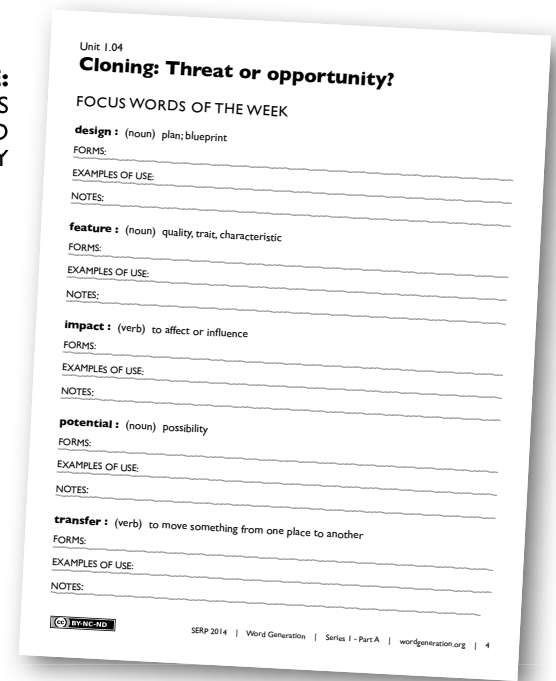 E:
S
O
Y
Unit 1.04
Cloning: Threat or opportunity?
FOCUS WORDS OF THE WEEK
design : (noun) plan; blueprint
FORMS:
EXAMPLES OF USE:
NOTES:
feature : (noun) quality, trait, characteristic
FORMS:
EXAMPLES OF USE:
NOTES:
impact : (verb) to affect or influence
FORMS:
EXAMPLES OF USE:
NOTES:
potential : (noun) possibility
FORMS:
EXAMPLES OF USE:
NOTES:
transfer : (verb) to move something from one place to another
FORMS:
EXAMPLES OF USE:
NOTES:
cc BY-NC-ND
SERP 2014 | Word Generation | Series 1 - Part A | wordgeneration.org | 4